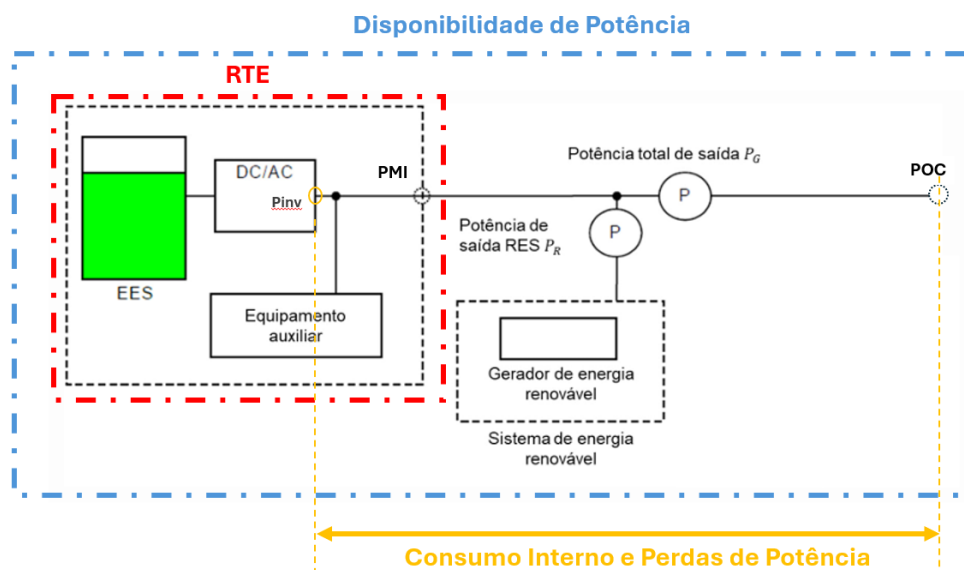 Disponibilidade de Potência
RTE
DC/AC
Pinv
PMI
EES
Equipamento
auxiliar
Potência total de saída P_G
POC
P
Potência de
saída RES P_R
P
Gerador de energia
renovável
Sistema de energia
renovável
Consumo Interno e Perdas de Potência